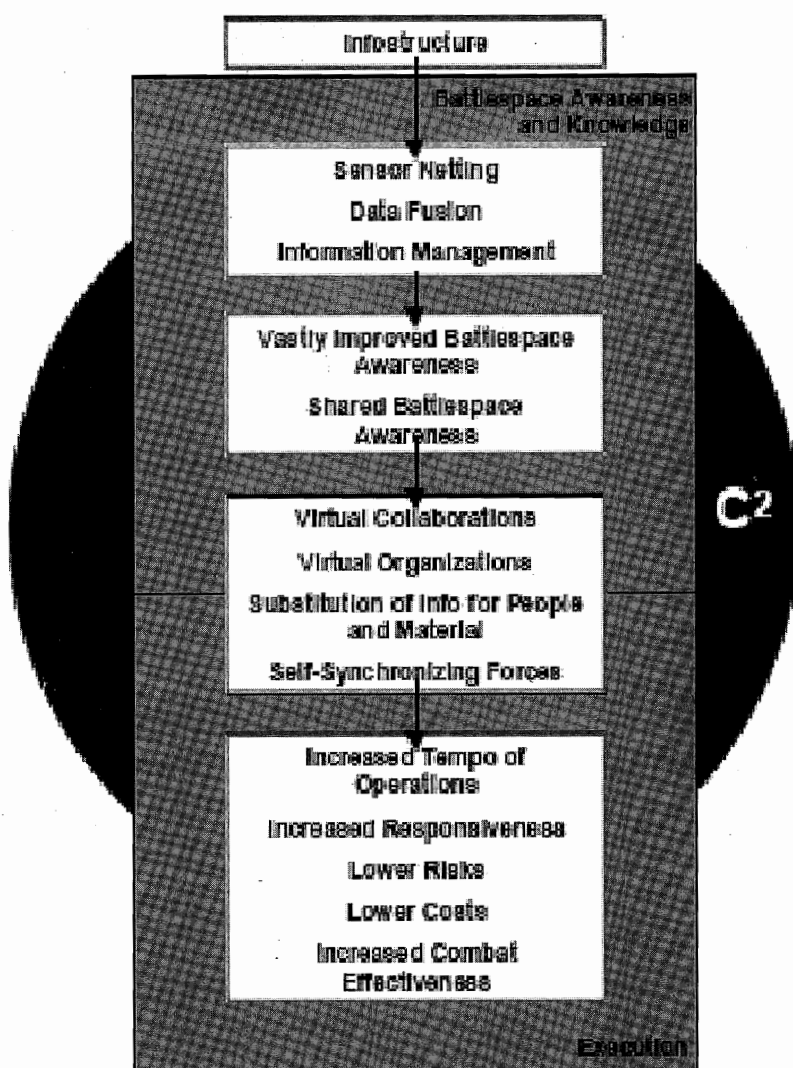 Infostructure
Battlespace Awareness
and Knowledge
Sensor Netting
Data Fusion
Information Management
Vastly Improved Battlespace
Awareness
Shared Battlespace
Awareness
C2
Virtual Collaborations
Virtual Organizations
Substitution of Info for People
and Material
Self-Synchronizing Forces
Increased Tempo of
Operations
Increased Responsiveness
Lower Risks
Lower Costs
Increased Combat
Effectiveness
Execution